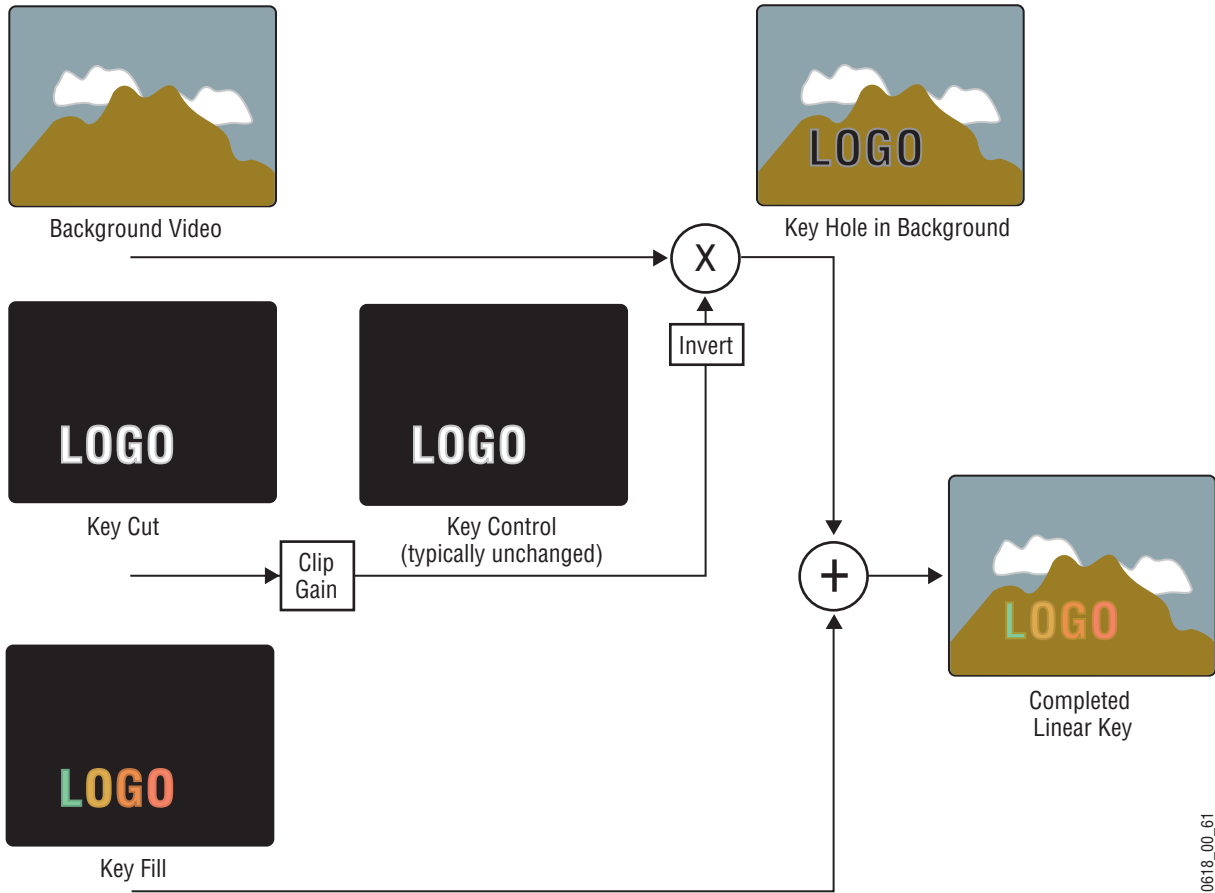 LOGO
Background Video
Key Hole in Background
X
Invert
LOGO
LOGO
Key Cut
Key Control
(typically unchanged)
Clip
Gain
+
LOGO
Completed
Linear Key
LOGO
Key Fill
0618_00_61